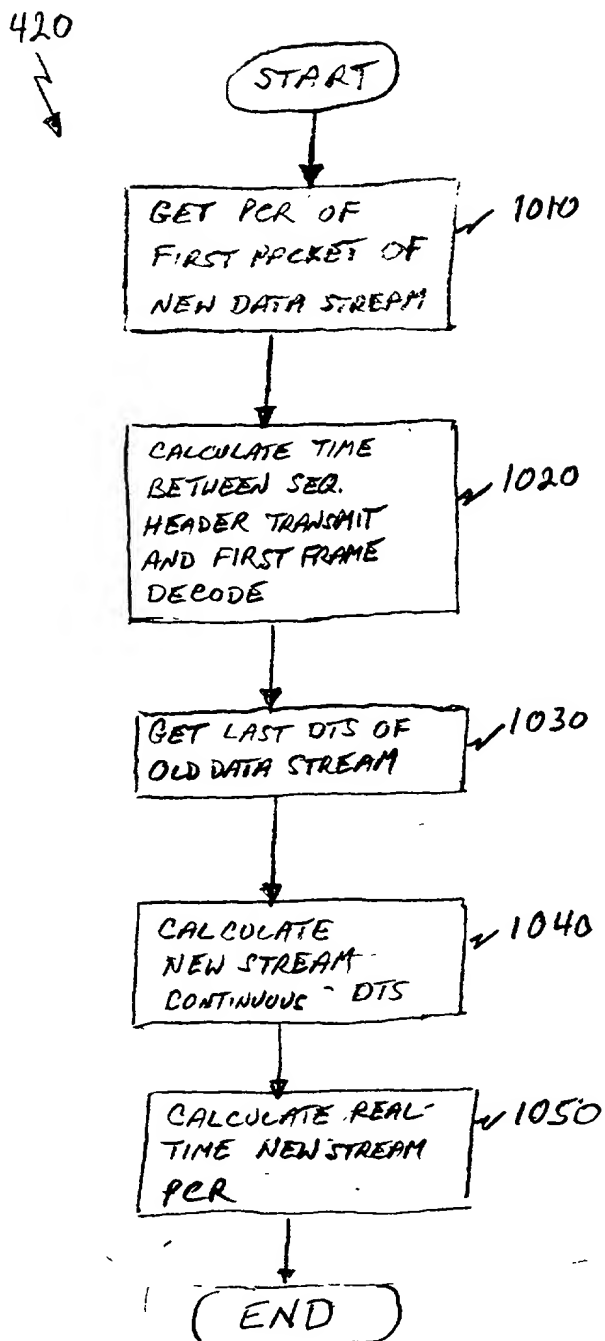 420
START
GET PCR OF
FIRST PACKET OF
NEW DATA STREAM
1010
CALCULATE TIME
BETWEEN SEQ.
HEADER TRANSMIT
AND FIRST FRAME
DECODE
1020
GET LAST DTS OF
OLD DATA STREAM
1030
CALCULATE
NEW STREAM
CONTINUOUS DTS
1040
CALCULATE REAL-
TIME NEW STREAM
PCR
1050
END